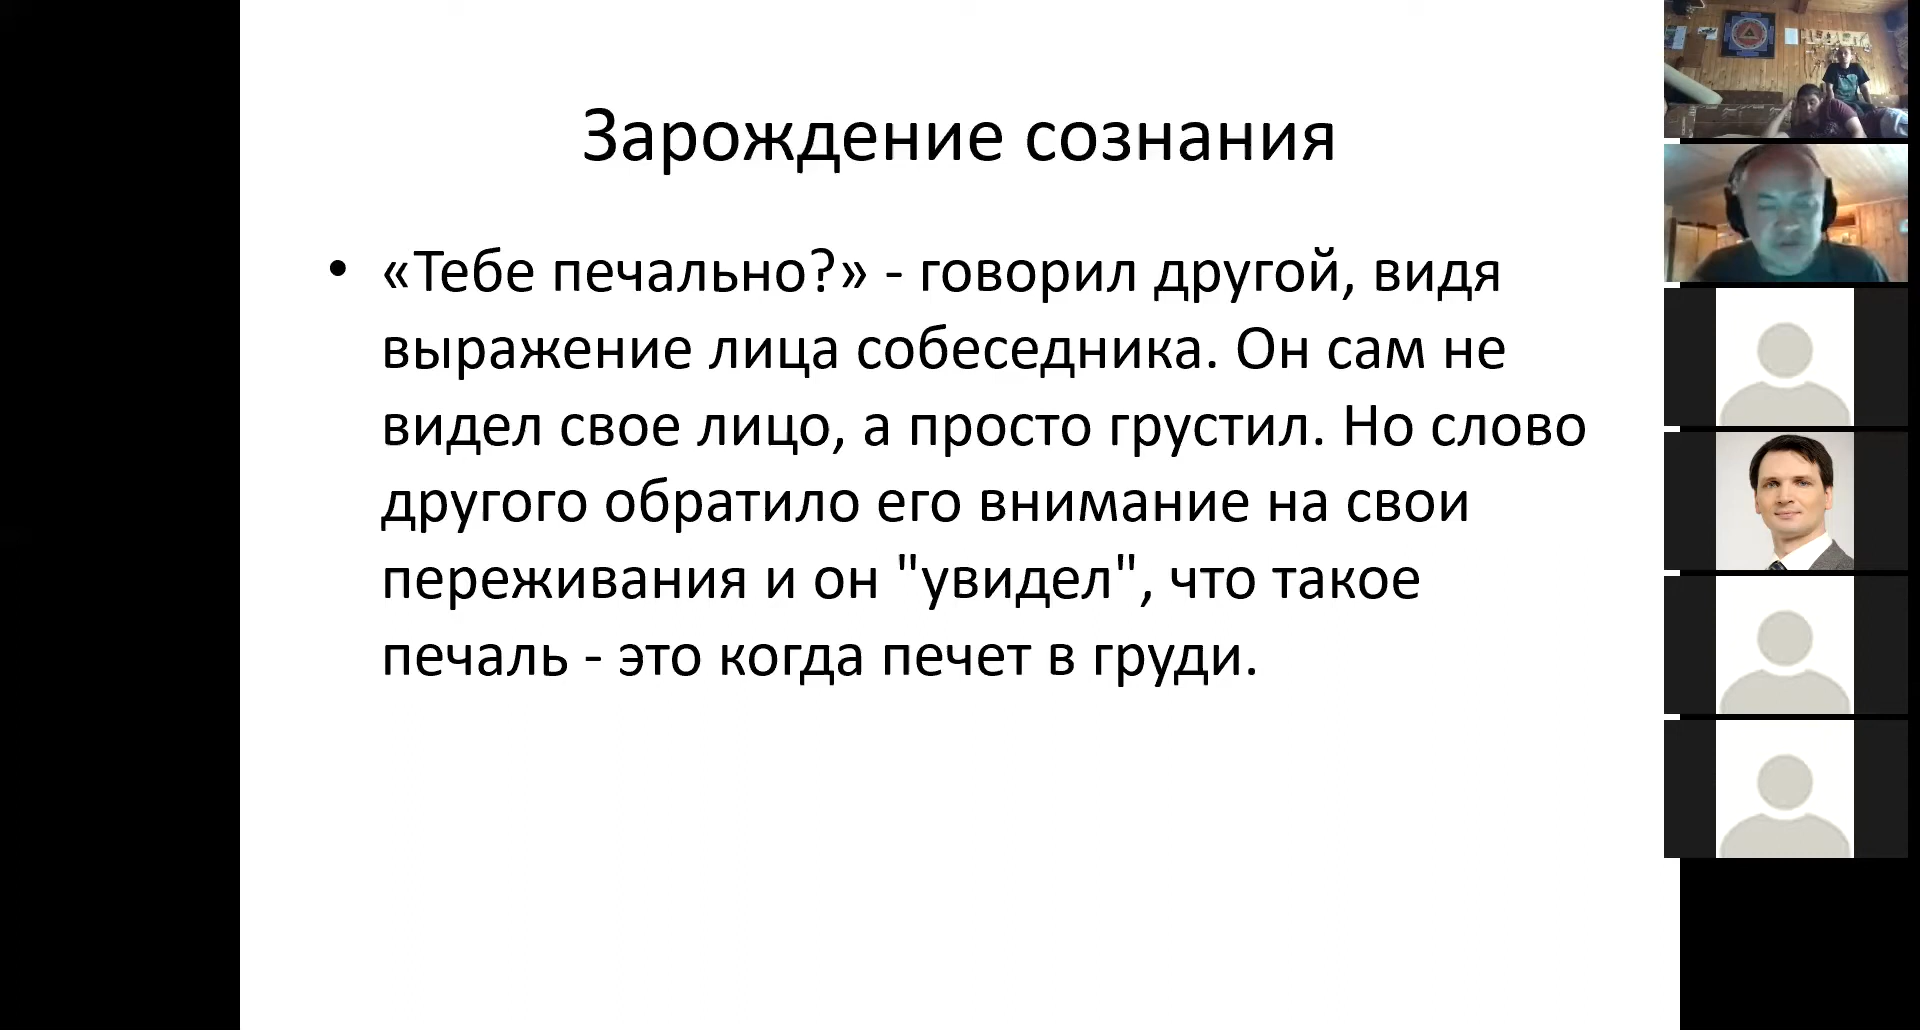 Зарождение сознания
• «Тебе печально?» - говорил другой, видя
выражение лица собеседника. Он сам не
видел свое лицо, а просто грустил. Но слово
другого обратило его внимание на свои
переживания и он "увидел", что такое
печаль - это когда печет в груди.